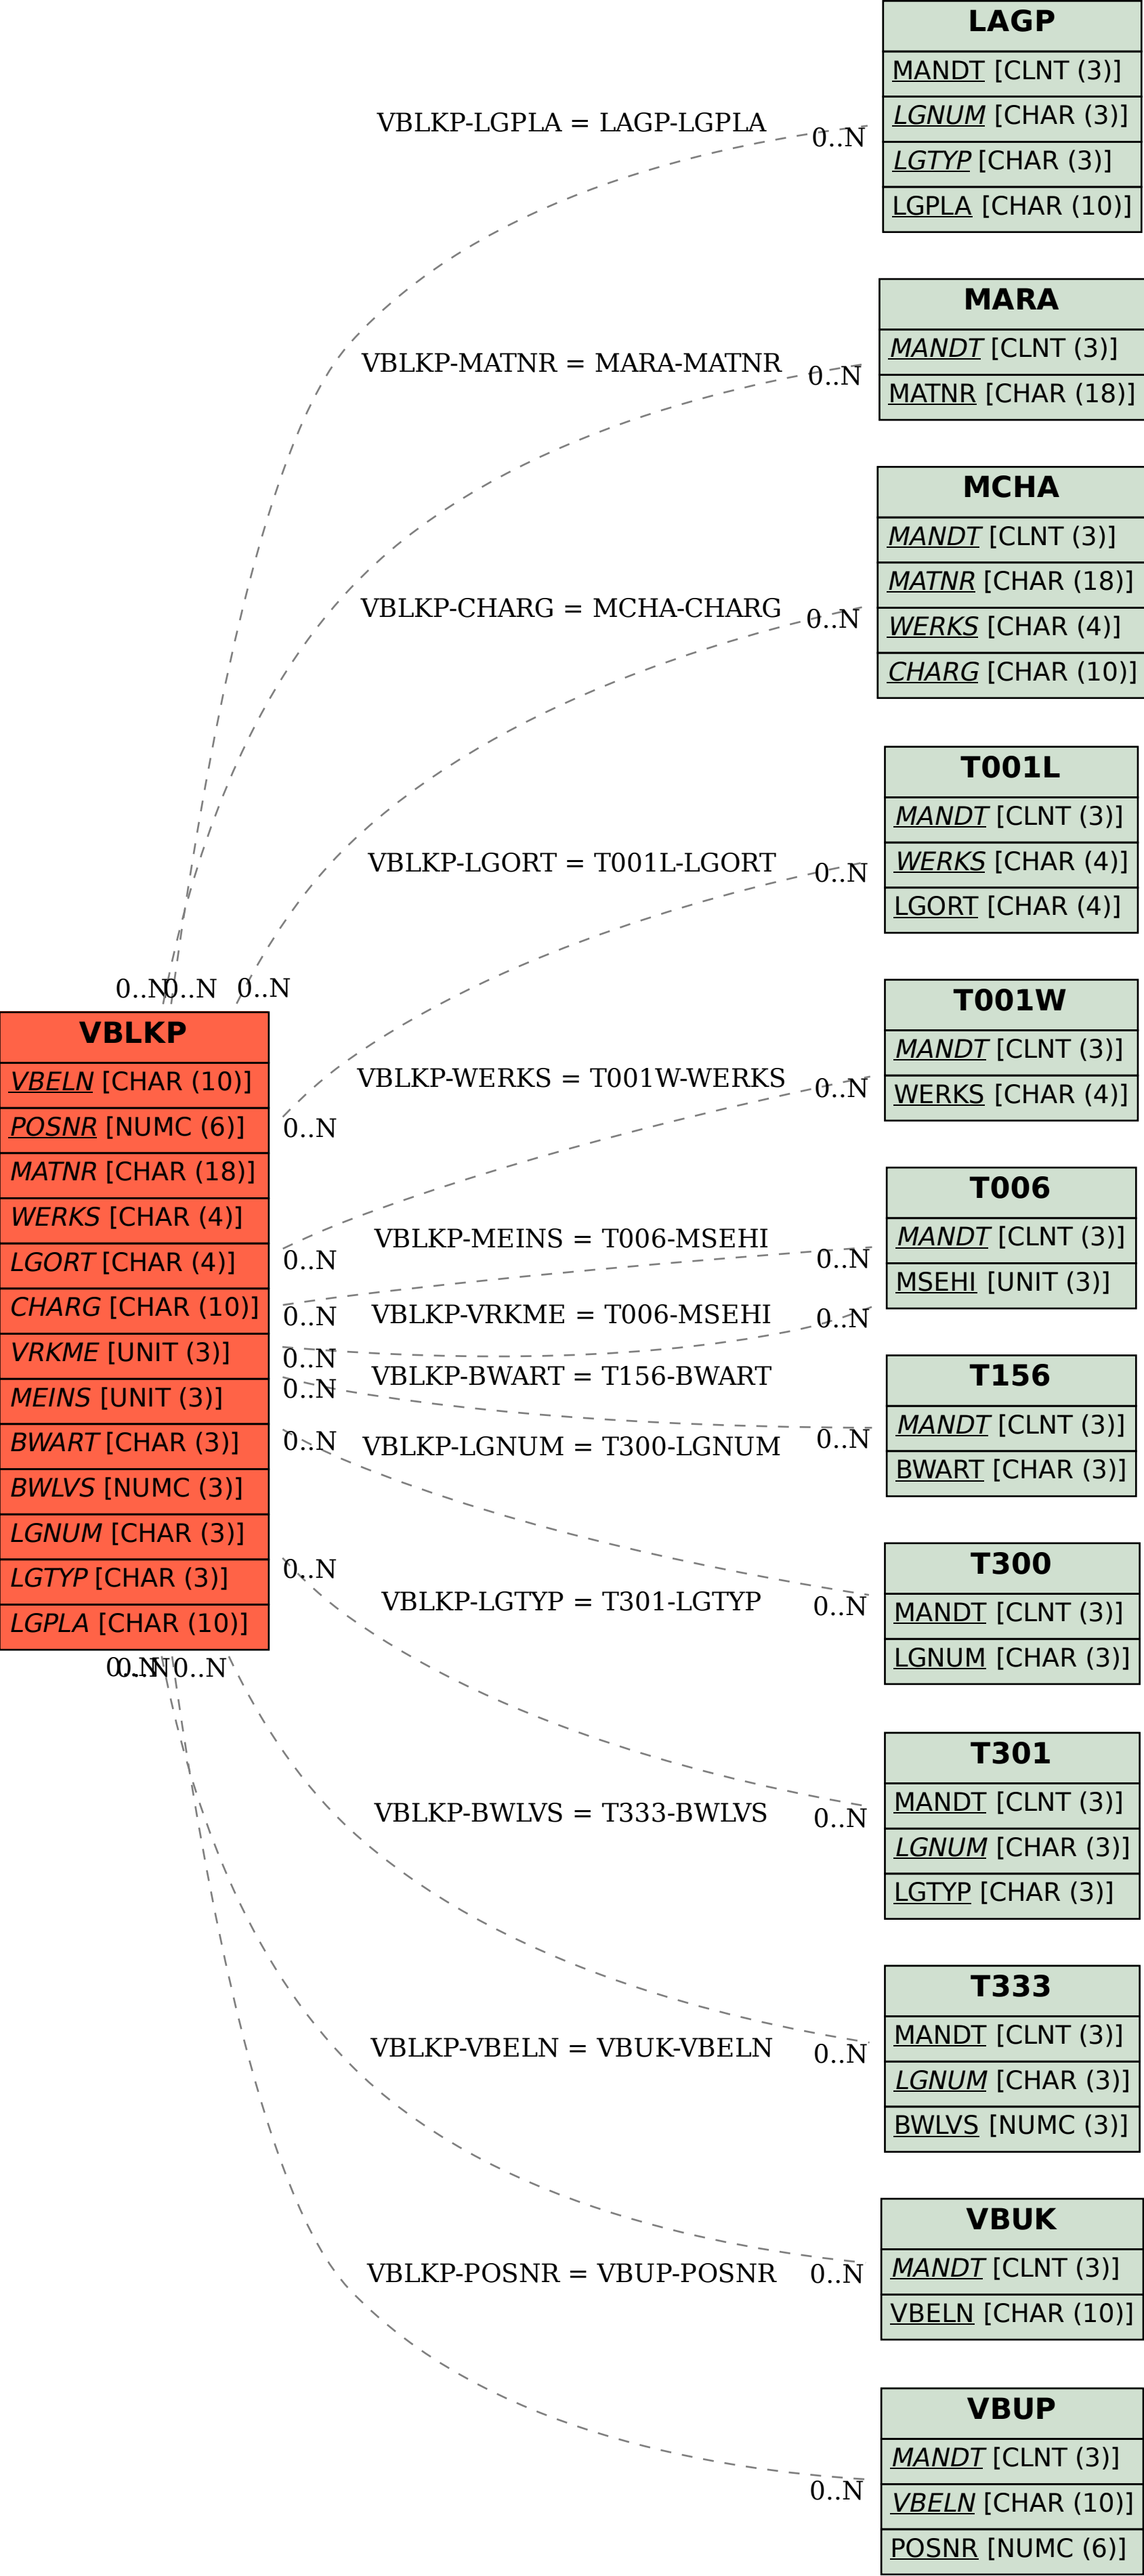 LAGP
MANDT [CLNT (3)]
LGNUM [CHAR (3)]
LGTYP [CHAR (3)]
LGPLA [CHAR (10)]
VBLKP-LGPLA = LAGP-LGPLA
0..N
MARA
MANDT [CLNT (3)]
MATNR [CHAR (18)]
VBLKP-MATNR = MARA-MATNR
0..N
MCHA
MANDT [CLNT (3)]
MATNR [CHAR (18)]
WERKS [CHAR (4)]
CHARG [CHAR (10)]
VBLKP-CHARG = MCHA-CHARG
0..N
T001L
MANDT [CLNT (3)]
WERKS [CHAR (4)]
LGORT [CHAR (4)]
VBLKP-LGORT = T001L-LGORT
0..N
0..N
0..N
0..N
VBLKP
VBELN [CHAR (10)]
POSNR [NUMC (6)]
MATNR [CHAR (18)]
WERKS [CHAR (4)]
LGORT [CHAR (4)]
CHARG [CHAR (10)]
VRKME [UNIT (3)]
MEINS [UNIT (3)]
BWART [CHAR (3)]
BWLVS [NUMC (3)]
LGNUM [CHAR (3)]
LGTYP [CHAR (3)]
LGPLA [CHAR (10)]
0..N
0..N
0..N
0..N
0..N
0..N
0..N
0..N
0..N
0..N
T001W
MANDT [CLNT (3)]
WERKS [CHAR (4)]
VBLKP-WERKS = T001W-WERKS
0..N
T006
MANDT [CLNT (3)]
MSEHI [UNIT (3)]
VBLKP-MEINS = T006-MSEHI
0..N
VBLKP-VRKME = T006-MSEHI
0..N
T156
MANDT [CLNT (3)]
BWART [CHAR (3)]
VBLKP-BWART = T156-BWART
0..N
VBLKP-LGNUM = T300-LGNUM
T300
MANDT [CLNT (3)]
LGNUM [CHAR (3)]
0..N
VBLKP-LGTYP = T301-LGTYP
T301
MANDT [CLNT (3)]
LGNUM [CHAR (3)]
LGTYP [CHAR (3)]
0..N
VBLKP-BWLVS = T333-BWLVS
T333
MANDT [CLNT (3)]
LGNUM [CHAR (3)]
BWLVS [NUMC (3)]
0..N
VBLKP-VBELN = VBUK-VBELN
VBUK
MANDT [CLNT (3)]
VBELN [CHAR (10)]
0..N
VBLKP-POSNR = VBUP-POSNR
VBUP
MANDT [CLNT (3)]
VBELN [CHAR (10)]
POSNR [NUMC (6)]
0..N